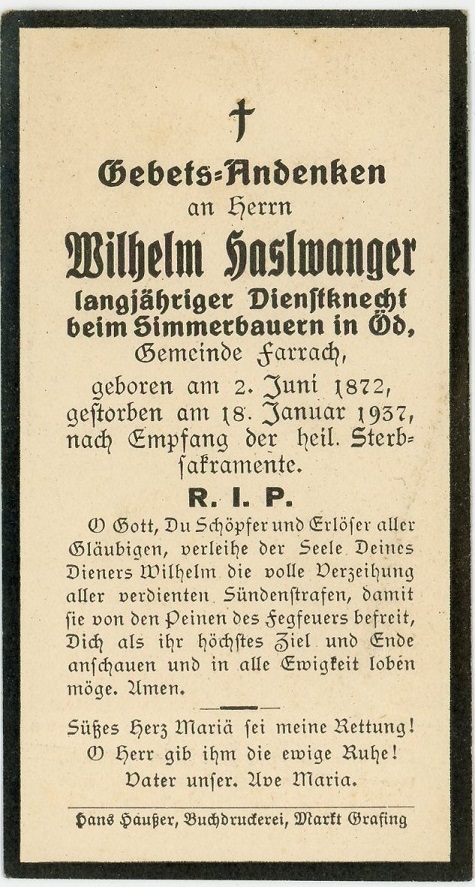 Gebets-Andenken
an Herrn
Wilhelm Haslwanger
langjähriger Dienstknecht
beim Simmerbauern in Öd,
Gemeinde Farrach,
geboren am 2. Juni 1872,
gestorben am 18. Januar 1937,
nach Empfang der heil. Sterb-
sakramente.
R. I. P.
O Gott, Du Schöpfer und Erlöser aller
Gläubigen, verleihe der Seele Deines
Dieners Wilhelm die volle Verzeihung
aller verdienten Sündenstrafen, damit
sie von den Peinen des Fegfeuers befreit,
Dich als ihr höchstes Ziel und Ende
anschauen und in alle Ewigkeit loben
möge. Amen.
Süßes Herz Mariä sei meine Rettung!
O Herr gib ihm die ewige Ruhe!
Vater unser. Ave Maria.
Hans Häußer, Buchdruckerei, Markt Grafing